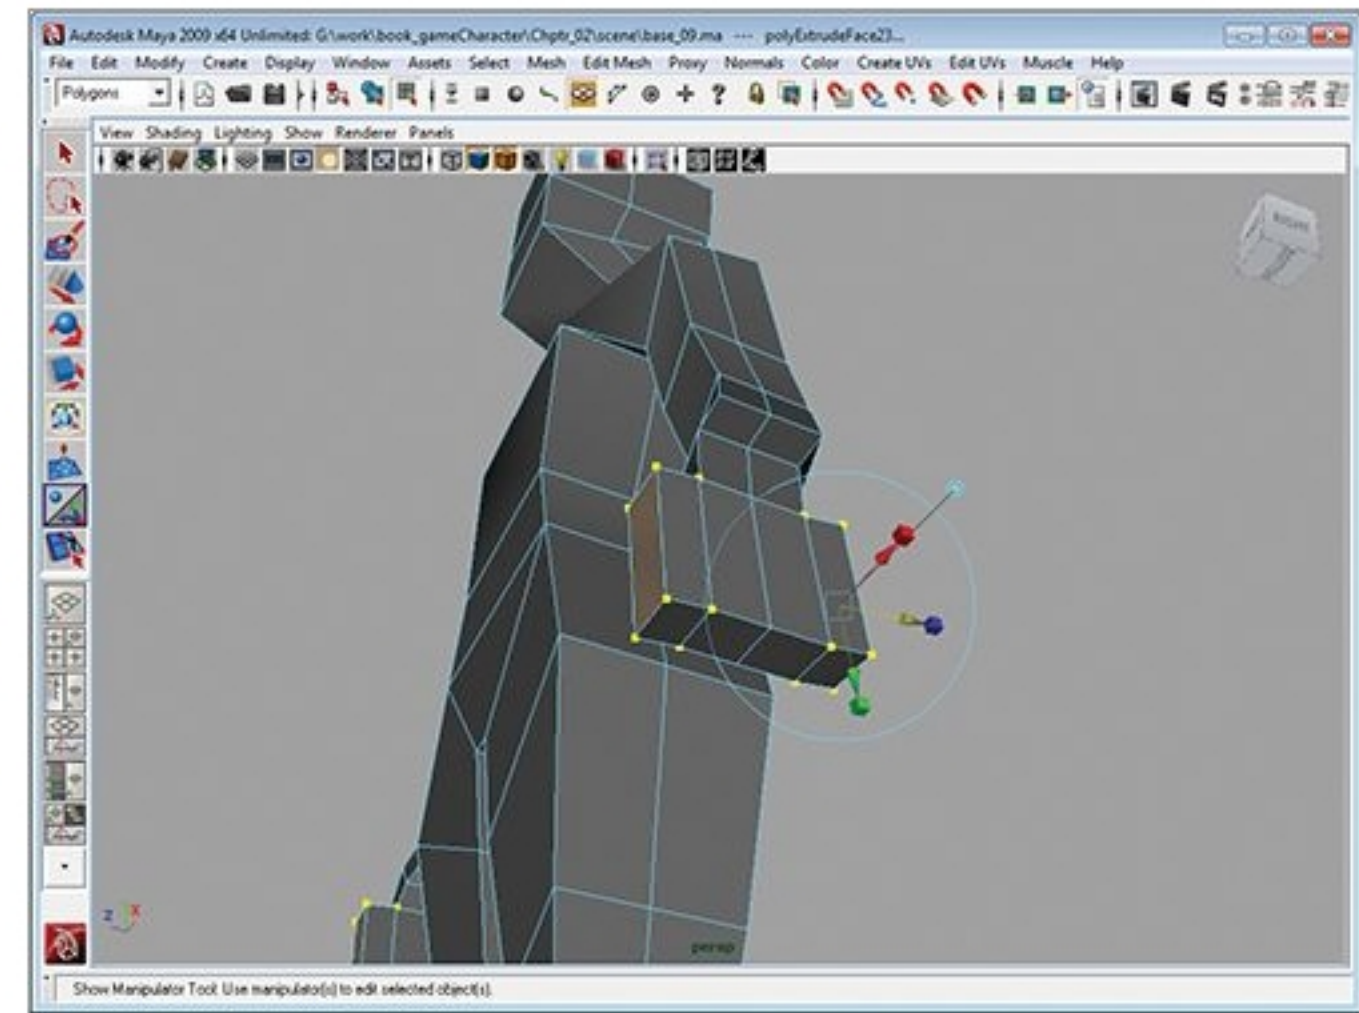 Autodesk Maya 2009 x64 Unlimited: G:\work\book_gameCharacter\Chptr_02\scene\base_09.ma --- polyExtrudeFace23...
File Edit Modify Create Display Window Assets Select Mesh Edit Mesh Proxy Normals Color Create UVs Edit UVs Muscle Help
Polygons
View Shading Lighting Show Renderer Panels
z x
persp
Show Manipulator Tool: Use manipulator(s) to edit selected object(s).